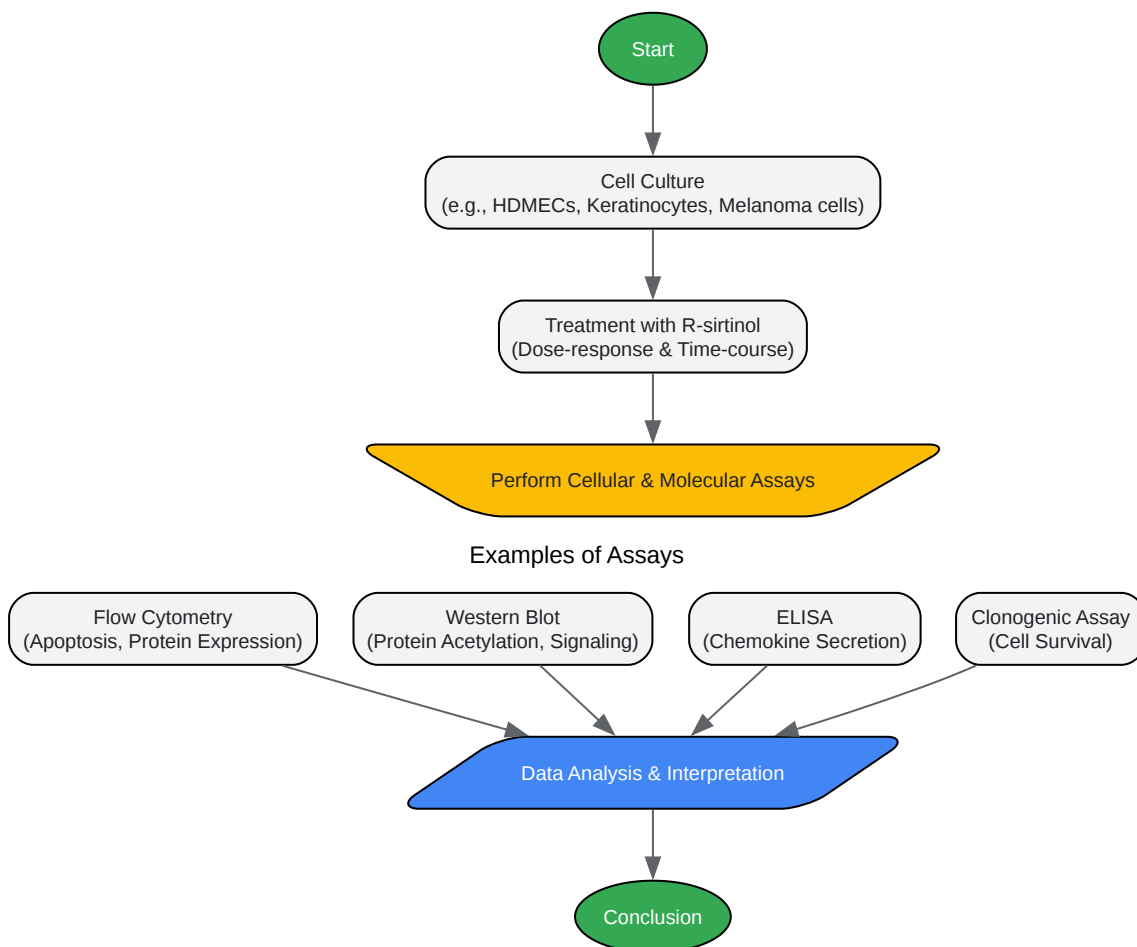 Start
Cell Culture
(e.g., HDMECs, Keratinocytes, Melanoma cells)
Treatment with R-sirtinol
(Dose-response & Time-course)
Perform Cellular & Molecular Assays
Examples of Assays
Flow Cytometry
(Apoptosis, Protein Expression)
Western Blot
(Protein Acetylation, Signaling)
ELISA
(Chemokine Secretion)
Clonogenic Assay
(Cell Survival)
Data Analysis & Interpretation
Conclusion